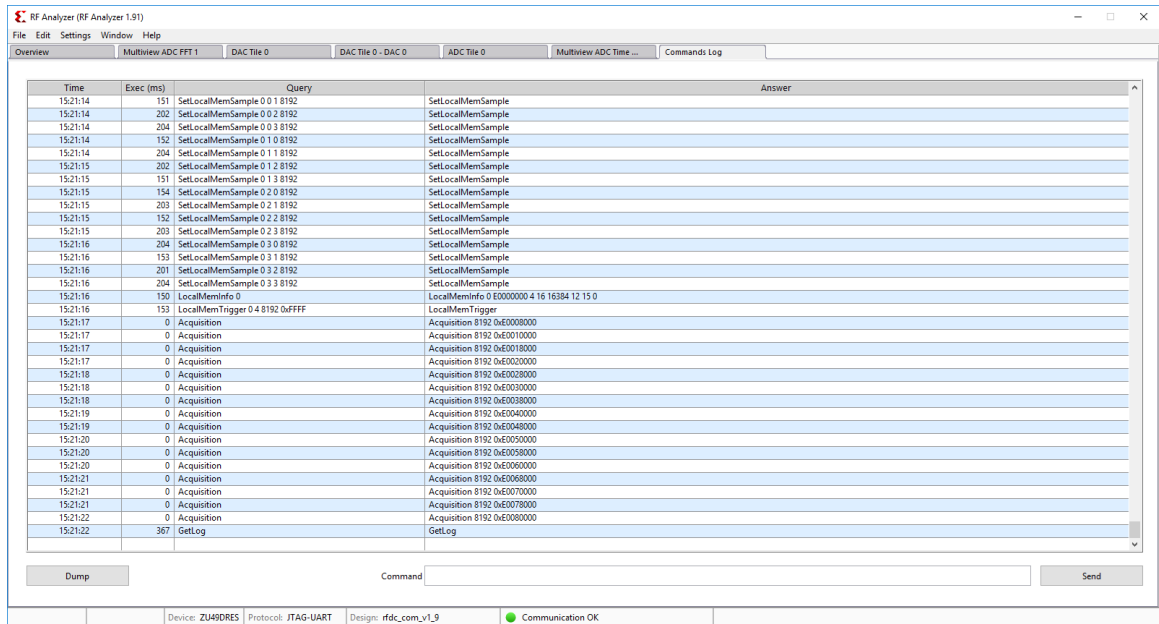 RF Analyzer (RF Analyzer 1.91)
File Edit Settings Window Help
Overview Multiview ADC FFT 1 DAC Tile 0 DAC Tile 0 - DAC 0 ADC Tile 0 Multiview ADC Time ... Commands Log
Time Exec (ms) Query Answer
15:21:14 151 SetLocalMemSample 0 0 1 8192 SetLocalMemSample
15:21:14 202 SetLocalMemSample 0 0 2 8192 SetLocalMemSample
15:21:14 204 SetLocalMemSample 0 0 3 8192 SetLocalMemSample
15:21:14 152 SetLocalMemSample 0 1 0 8192 SetLocalMemSample
15:21:14 204 SetLocalMemSample 0 1 1 8192 SetLocalMemSample
15:21:15 202 SetLocalMemSample 0 1 2 8192 SetLocalMemSample
15:21:15 151 SetLocalMemSample 0 1 3 8192 SetLocalMemSample
15:21:15 154 SetLocalMemSample 0 2 0 8192 SetLocalMemSample
15:21:15 203 SetLocalMemSample 0 2 1 8192 SetLocalMemSample
15:21:15 152 SetLocalMemSample 0 2 2 8192 SetLocalMemSample
15:21:15 203 SetLocalMemSample 0 2 3 8192 SetLocalMemSample
15:21:16 204 SetLocalMemSample 0 3 0 8192 SetLocalMemSample
15:21:16 153 SetLocalMemSample 0 3 1 8192 SetLocalMemSample
15:21:16 201 SetLocalMemSample 0 3 2 8192 SetLocalMemSample
15:21:16 204 SetLocalMemSample 0 3 3 8192 SetLocalMemSample
15:21:16 150 LocalMemInfo 0 LocalMemInfo 0 E0000000 4 16 16384 12 15 0
15:21:16 153 LocalMemTrigger 0 4 8192 0xFFFF LocalMemTrigger
15:21:17 0 Acquisition Acquisition 8192 0xE0008000
15:21:17 0 Acquisition Acquisition 8192 0xE0010000
15:21:17 0 Acquisition Acquisition 8192 0xE0018000
15:21:17 0 Acquisition Acquisition 8192 0xE0020000
15:21:18 0 Acquisition Acquisition 8192 0xE0028000
15:21:18 0 Acquisition Acquisition 8192 0xE0030000
15:21:18 0 Acquisition Acquisition 8192 0xE0038000
15:21:19 0 Acquisition Acquisition 8192 0xE0040000
15:21:19 0 Acquisition Acquisition 8192 0xE0048000
15:21:20 0 Acquisition Acquisition 8192 0xE0050000
15:21:20 0 Acquisition Acquisition 8192 0xE0058000
15:21:20 0 Acquisition Acquisition 8192 0xE0060000
15:21:21 0 Acquisition Acquisition 8192 0xE0068000
15:21:21 0 Acquisition Acquisition 8192 0xE0070000
15:21:21 0 Acquisition Acquisition 8192 0xE0078000
15:21:22 0 Acquisition Acquisition 8192 0xE0080000
15:21:22 367 GetLog GetLog
Dump Command Send
Device: ZU49DRES Protocol: JTAG-UART Design: rfdc_com_v1_9 Communication OK